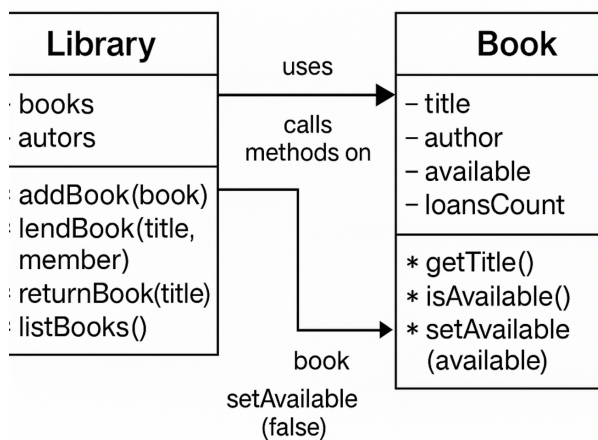 Library
- books
- autors
* addBook(book)
* lendBook(title,
member)
* returnBook(title)
* listBooks()
uses
calls
methods on
book
setAvailable
(false)
Book
– title
– author
– available
– loansCount
* getTitle()
* isAvailable()
* setAvailable
(available)